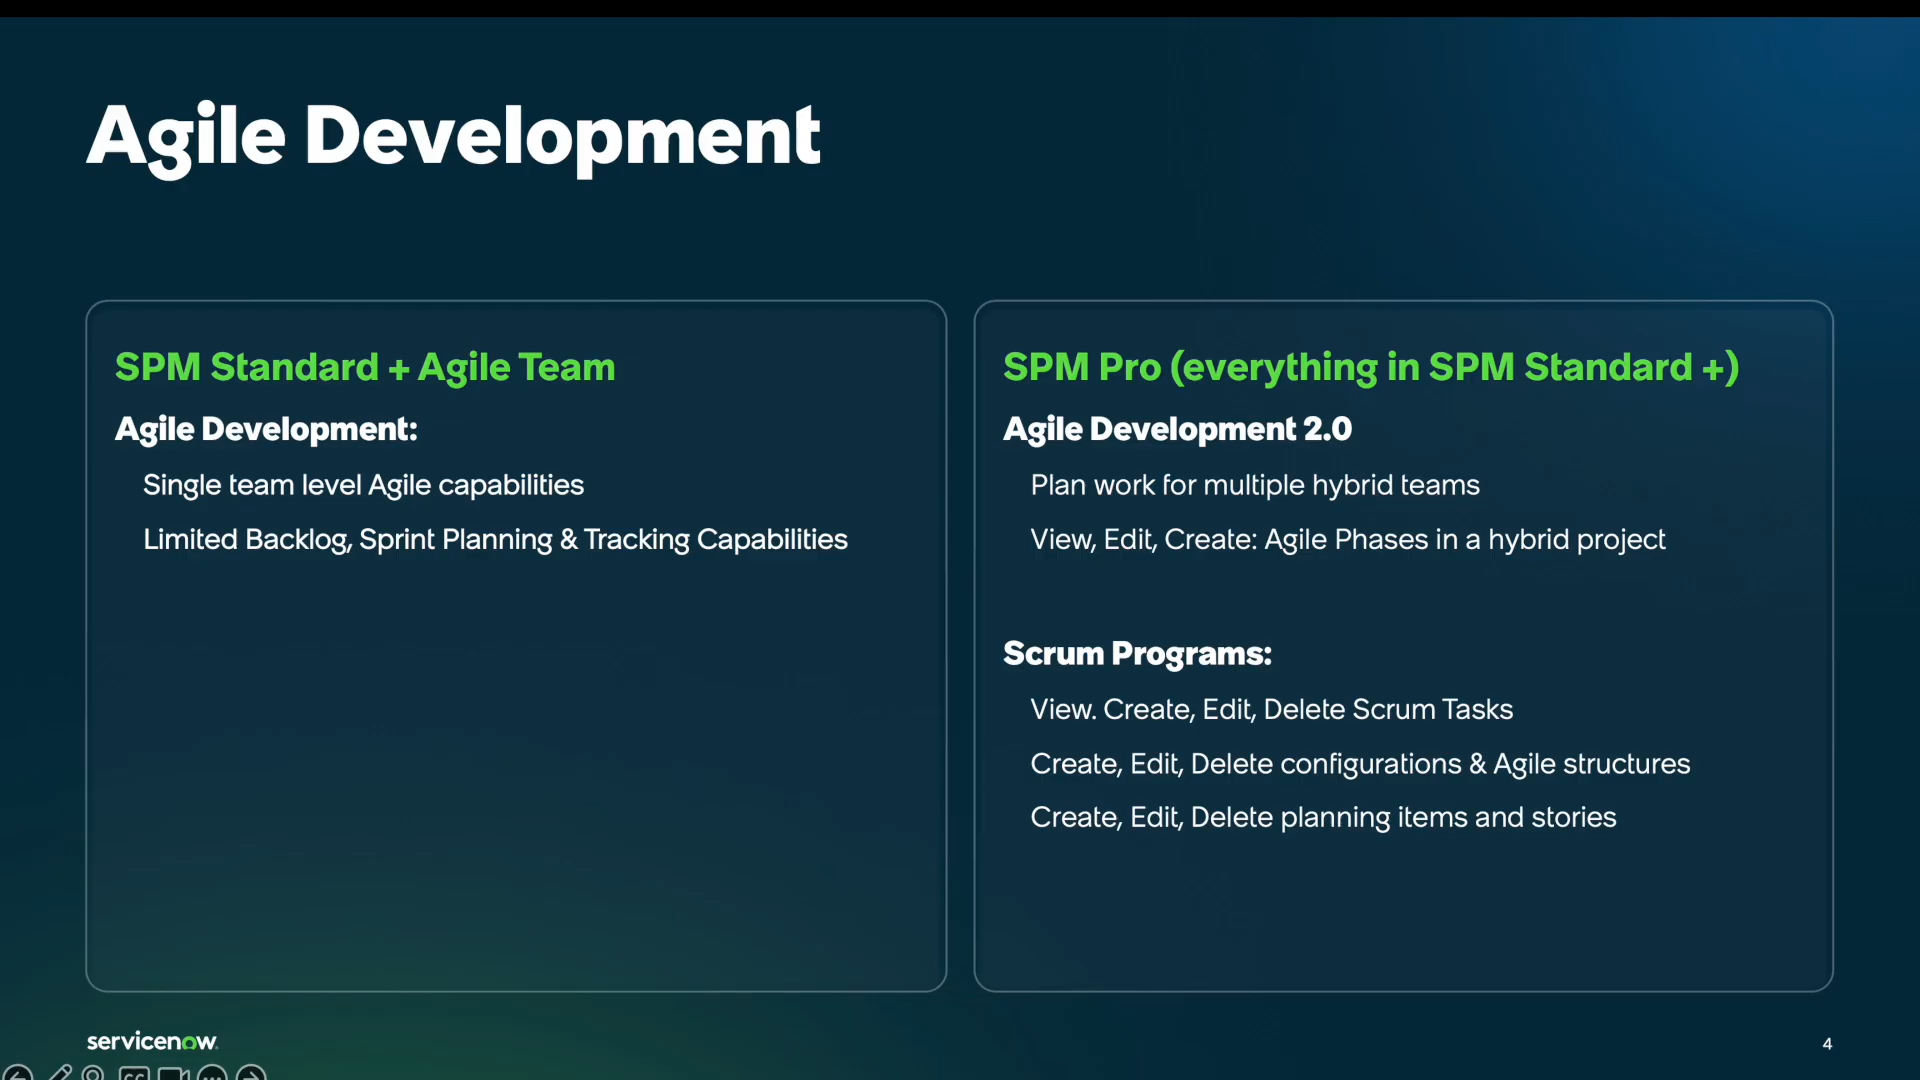 Agile Development
SPM Standard + Agile Team
Agile Development:
Single team level Agile capabilities
Limited Backlog, Sprint Planning & Tracking Capabilities
SPM Pro (everything in SPM Standard +)
Agile Development 2.0
Plan work for multiple hybrid teams
View, Edit, Create: Agile Phases in a hybrid project
Scrum Programs:
View. Create, Edit, Delete Scrum Tasks
Create, Edit, Delete configurations & Agile structures
Create, Edit, Delete planning items and stories
servicenow
4
CC